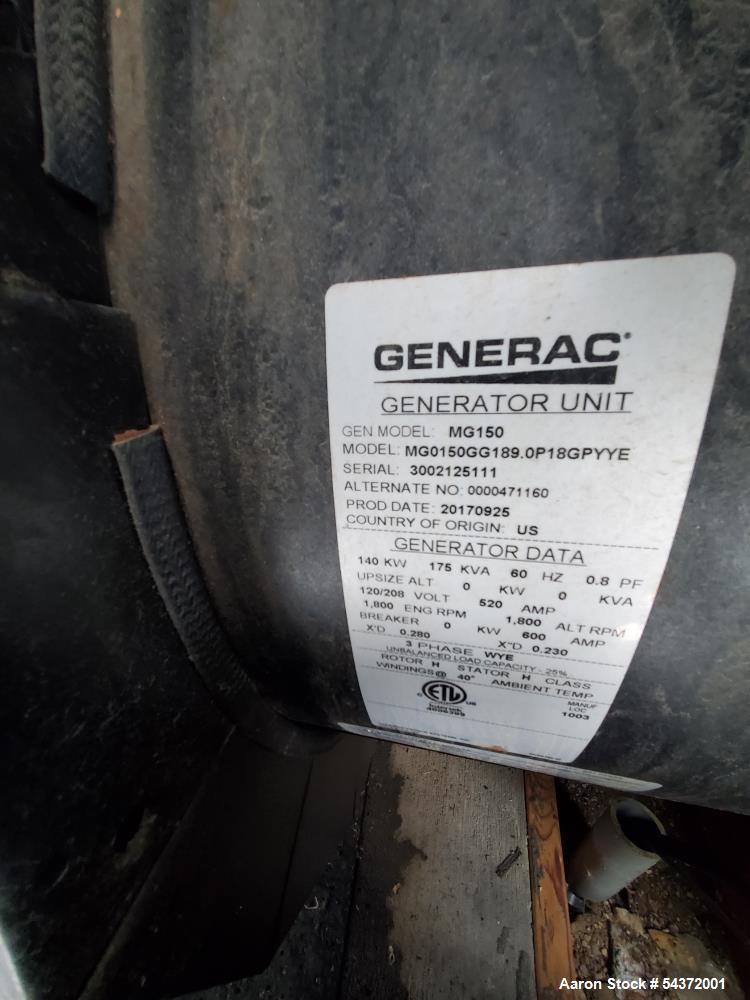 GENERAC®
GENERATOR UNIT
GEN MODEL: MG150
MODEL: MG0150GG189.0P18GPYYE
SERIAL: 3002125111
ALTERNATE NO: 0000471160
PROD DATE: 20170925
COUNTRY OF ORIGIN: US
GENERATOR DATA
140 KW 175 KVA 60 HZ 0.8 PF
UPSIZE ALT 0 KW 0 KVA
120/208 VOLT 520 AMP
1,800 ENG RPM 1,800 ALT RPM
BREAKER 0 KW 600 AMP
X'D 0.280 X"D 0.230
3 PHASE WYE
UNBALANCED LOAD CAPACITY - 25%
ROTOR H STATOR H CLASS
WINDINGS@ 40° AMBIENT TEMP
C ETL US
MANUF
LOC
1003
Aaron Stock # 54372001